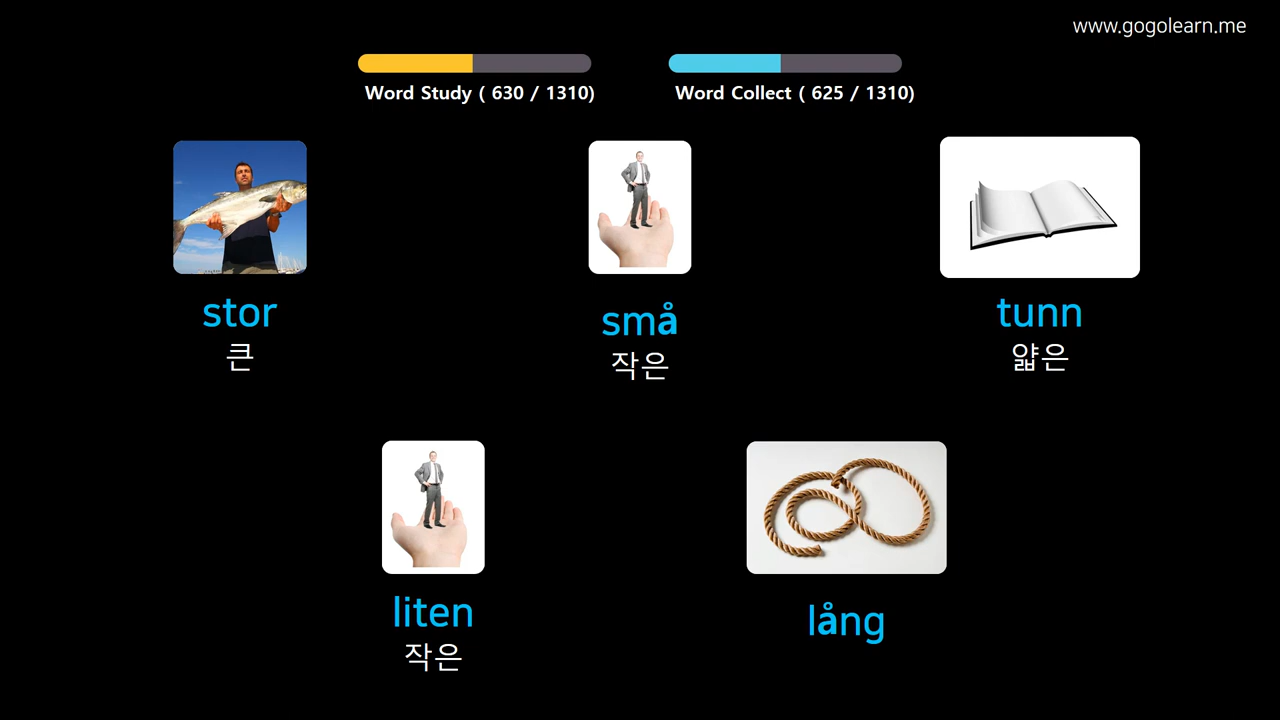 www.gogolearn.me
Word Study ( 630 / 1310)
Word Collect ( 625 / 1310)
stor
큰
små
작은
tunn
얇은
liten
작은
lång